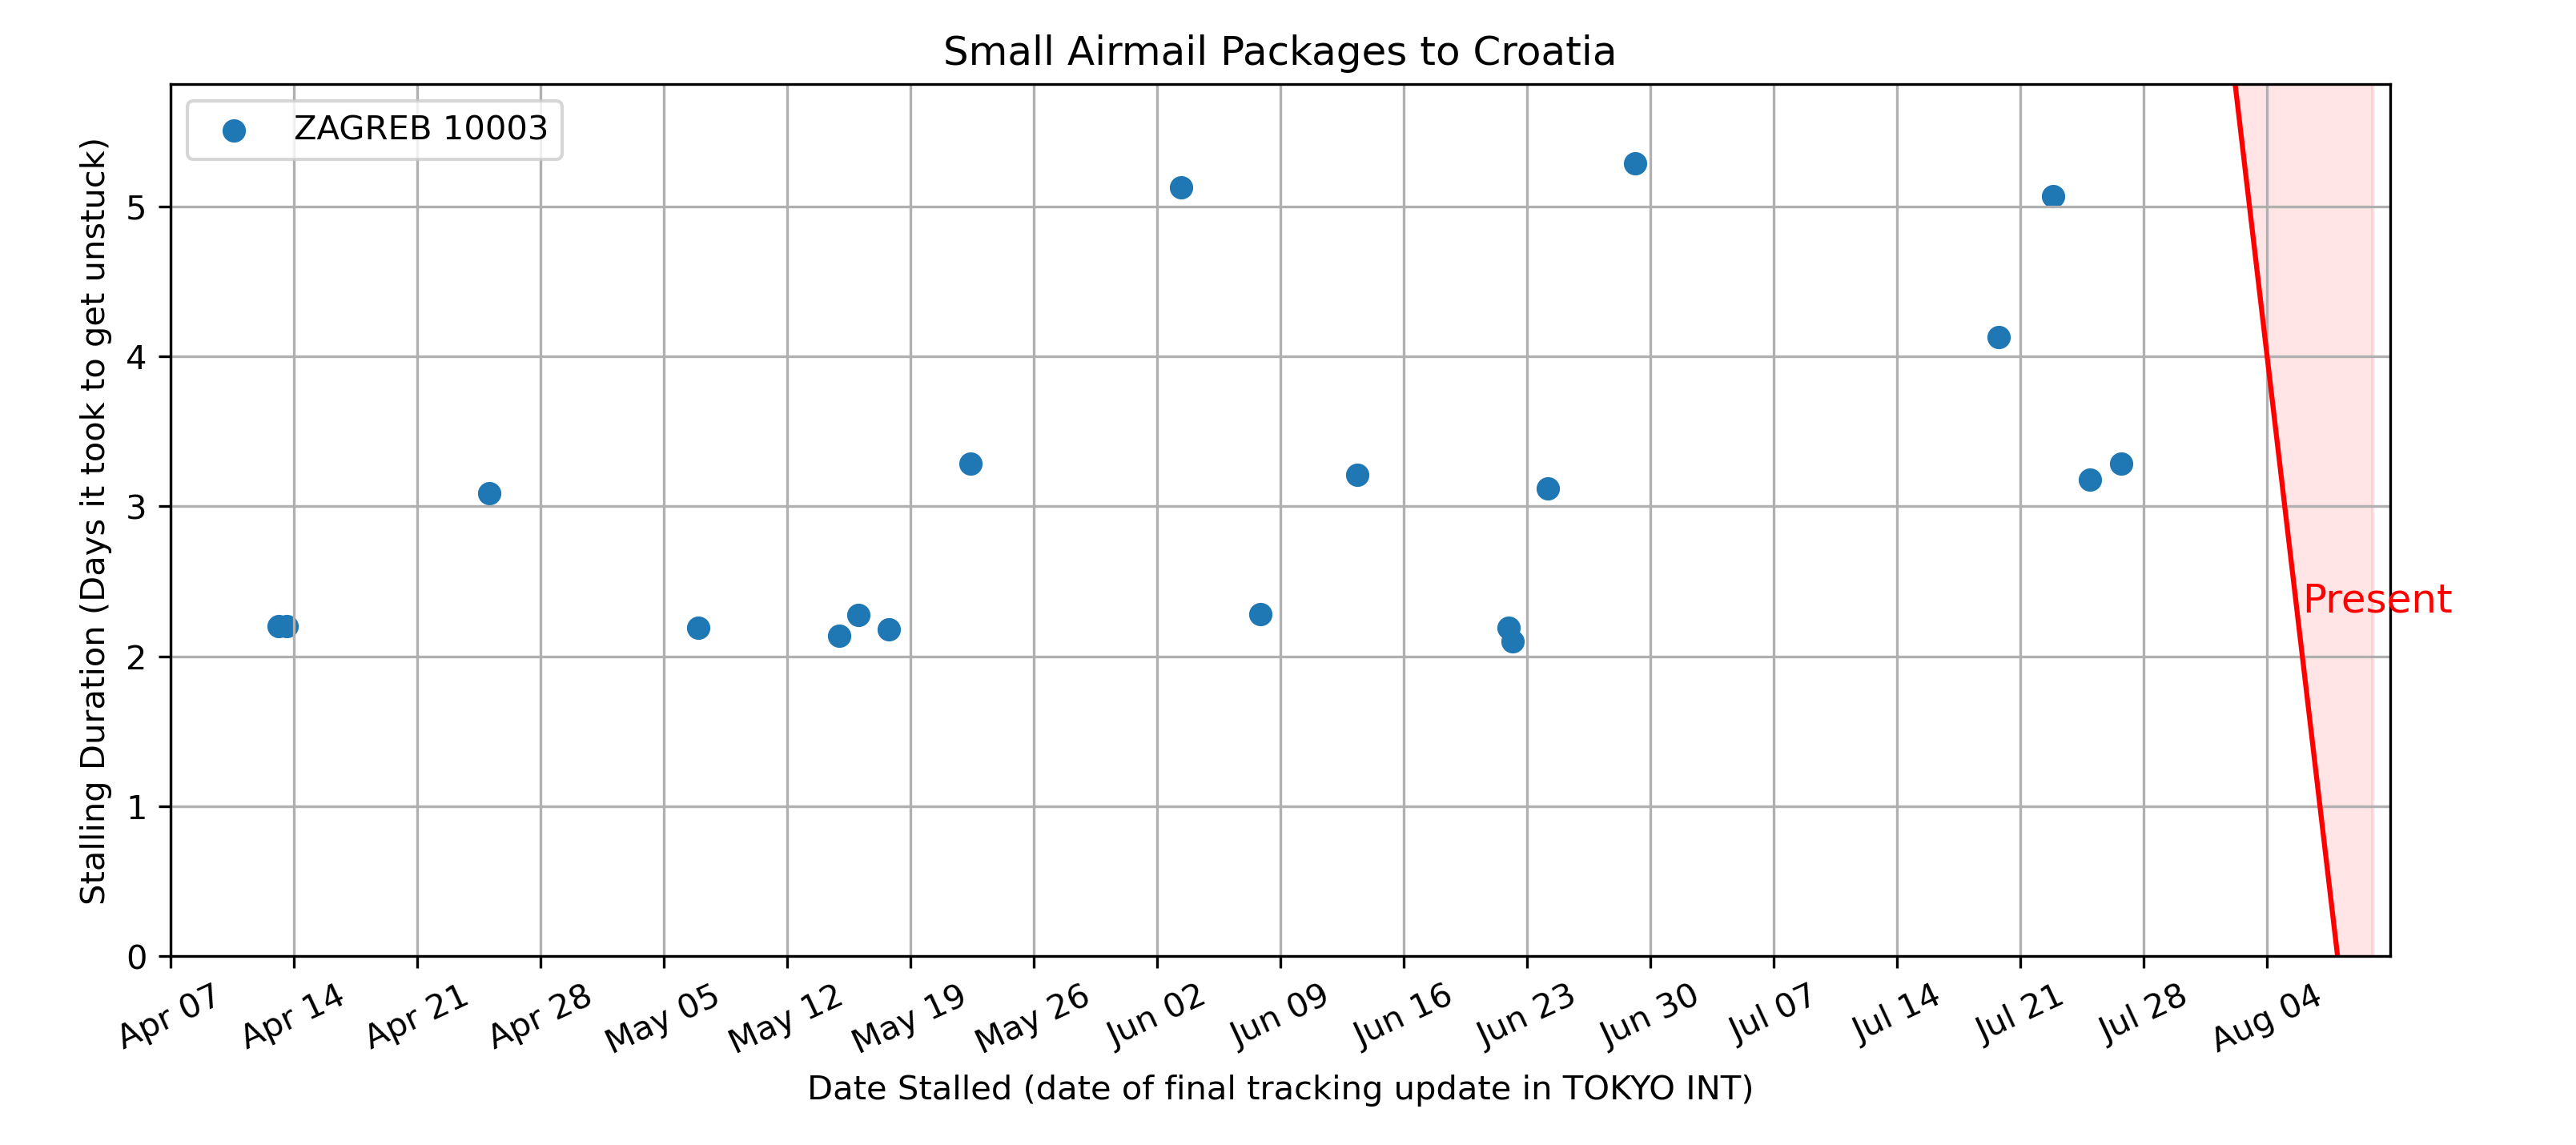 Small Airmail Packages to Croatia
ZAGREB 10003
Stalling Duration (Days it took to get unstuck)
5
4
3
2
1
0
Present
Apr 07
Apr 14
Apr 21
Apr 28
May 05
May 12
May 19
May 26
Jun 02
Jun 09
Jun 16
Jun 23
Jun 30
Jul 07
Jul 14
Jul 21
Jul 28
Aug 04
Date Stalled (date of final tracking update in TOKYO INT)